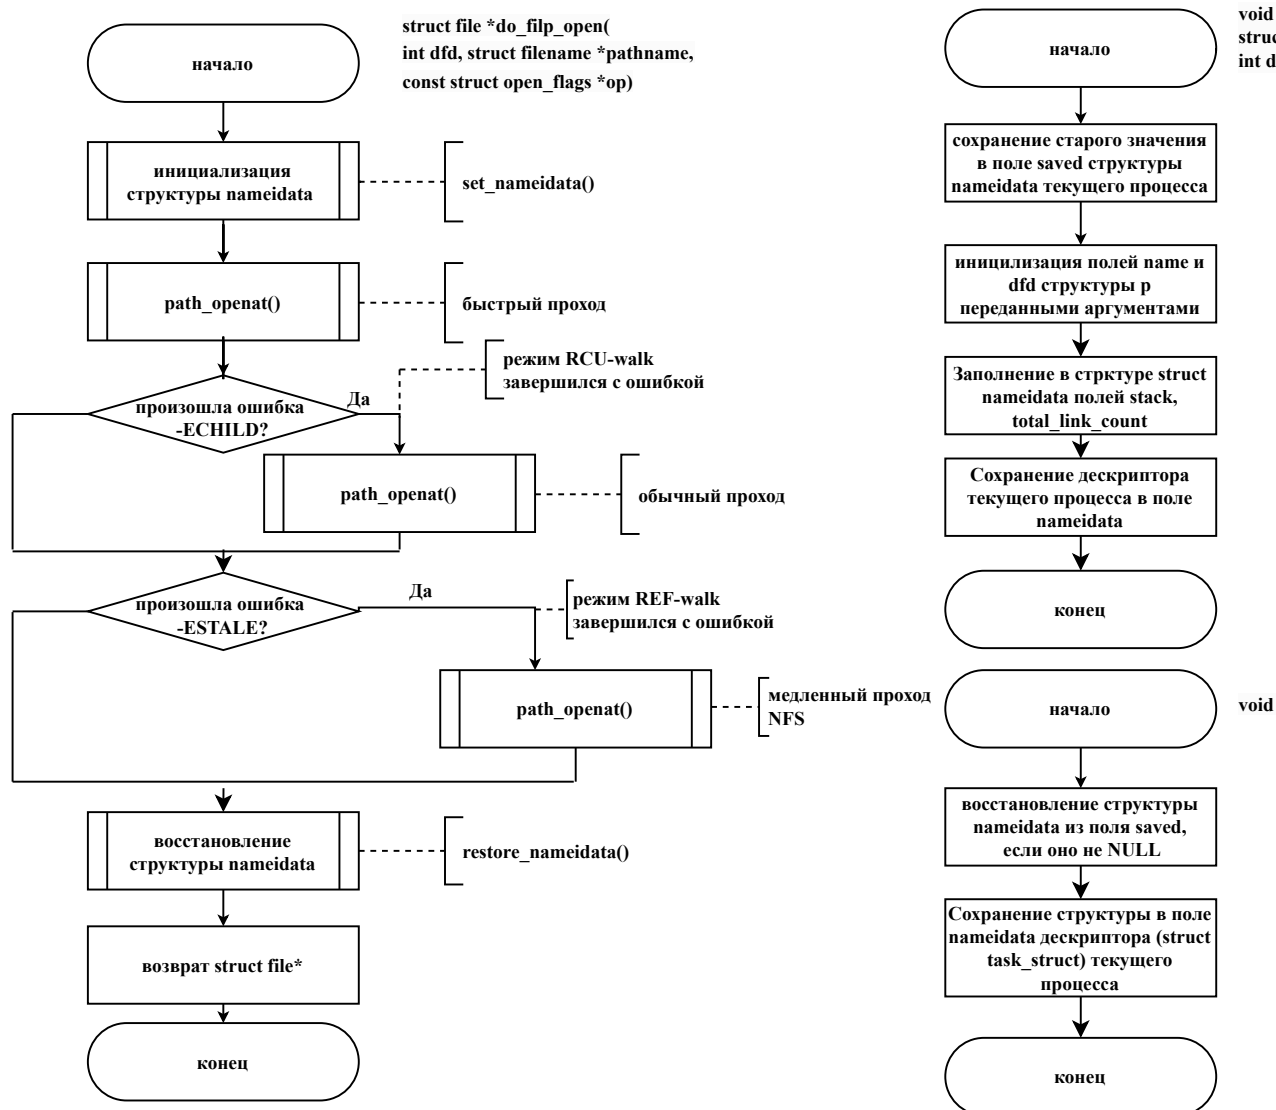 struct file *do_filp_open(
int dfd, struct filename *pathname,
const struct open_flags *op)
начало
инициализация
структуры nameidata
set_nameidata()
path_openat()
быстрый проход
режим RCU-walk
завершился с ошибкой
произошла ошибка
-ECHILD?
Да
path_openat()
обычный проход
произошла ошибка
-ESTALE?
Да
режим REF-walk
завершился с ошибкой
path_openat()
медленный проход
NFS
восстановление
структуры nameidata
restore_nameidata()
возврат struct file*
конец
void
struc
int d
начало
сохранение старого значения
в поле saved структуры
nameidata текущего процесса
иницилизация полей name и
dfd структуры p
переданными аргументами
Заполнение в стрктуре struct
nameidata полей stack,
total_link_count
Сохранение дескриптора
текущего процесса в поле
nameidata
конец
void
начало
восстановление структуры
nameidata из поля saved,
если оно не NULL
Сохранение структуры в поле
nameidata дескриптора (struct
task_struct) текущего
процесса
конец